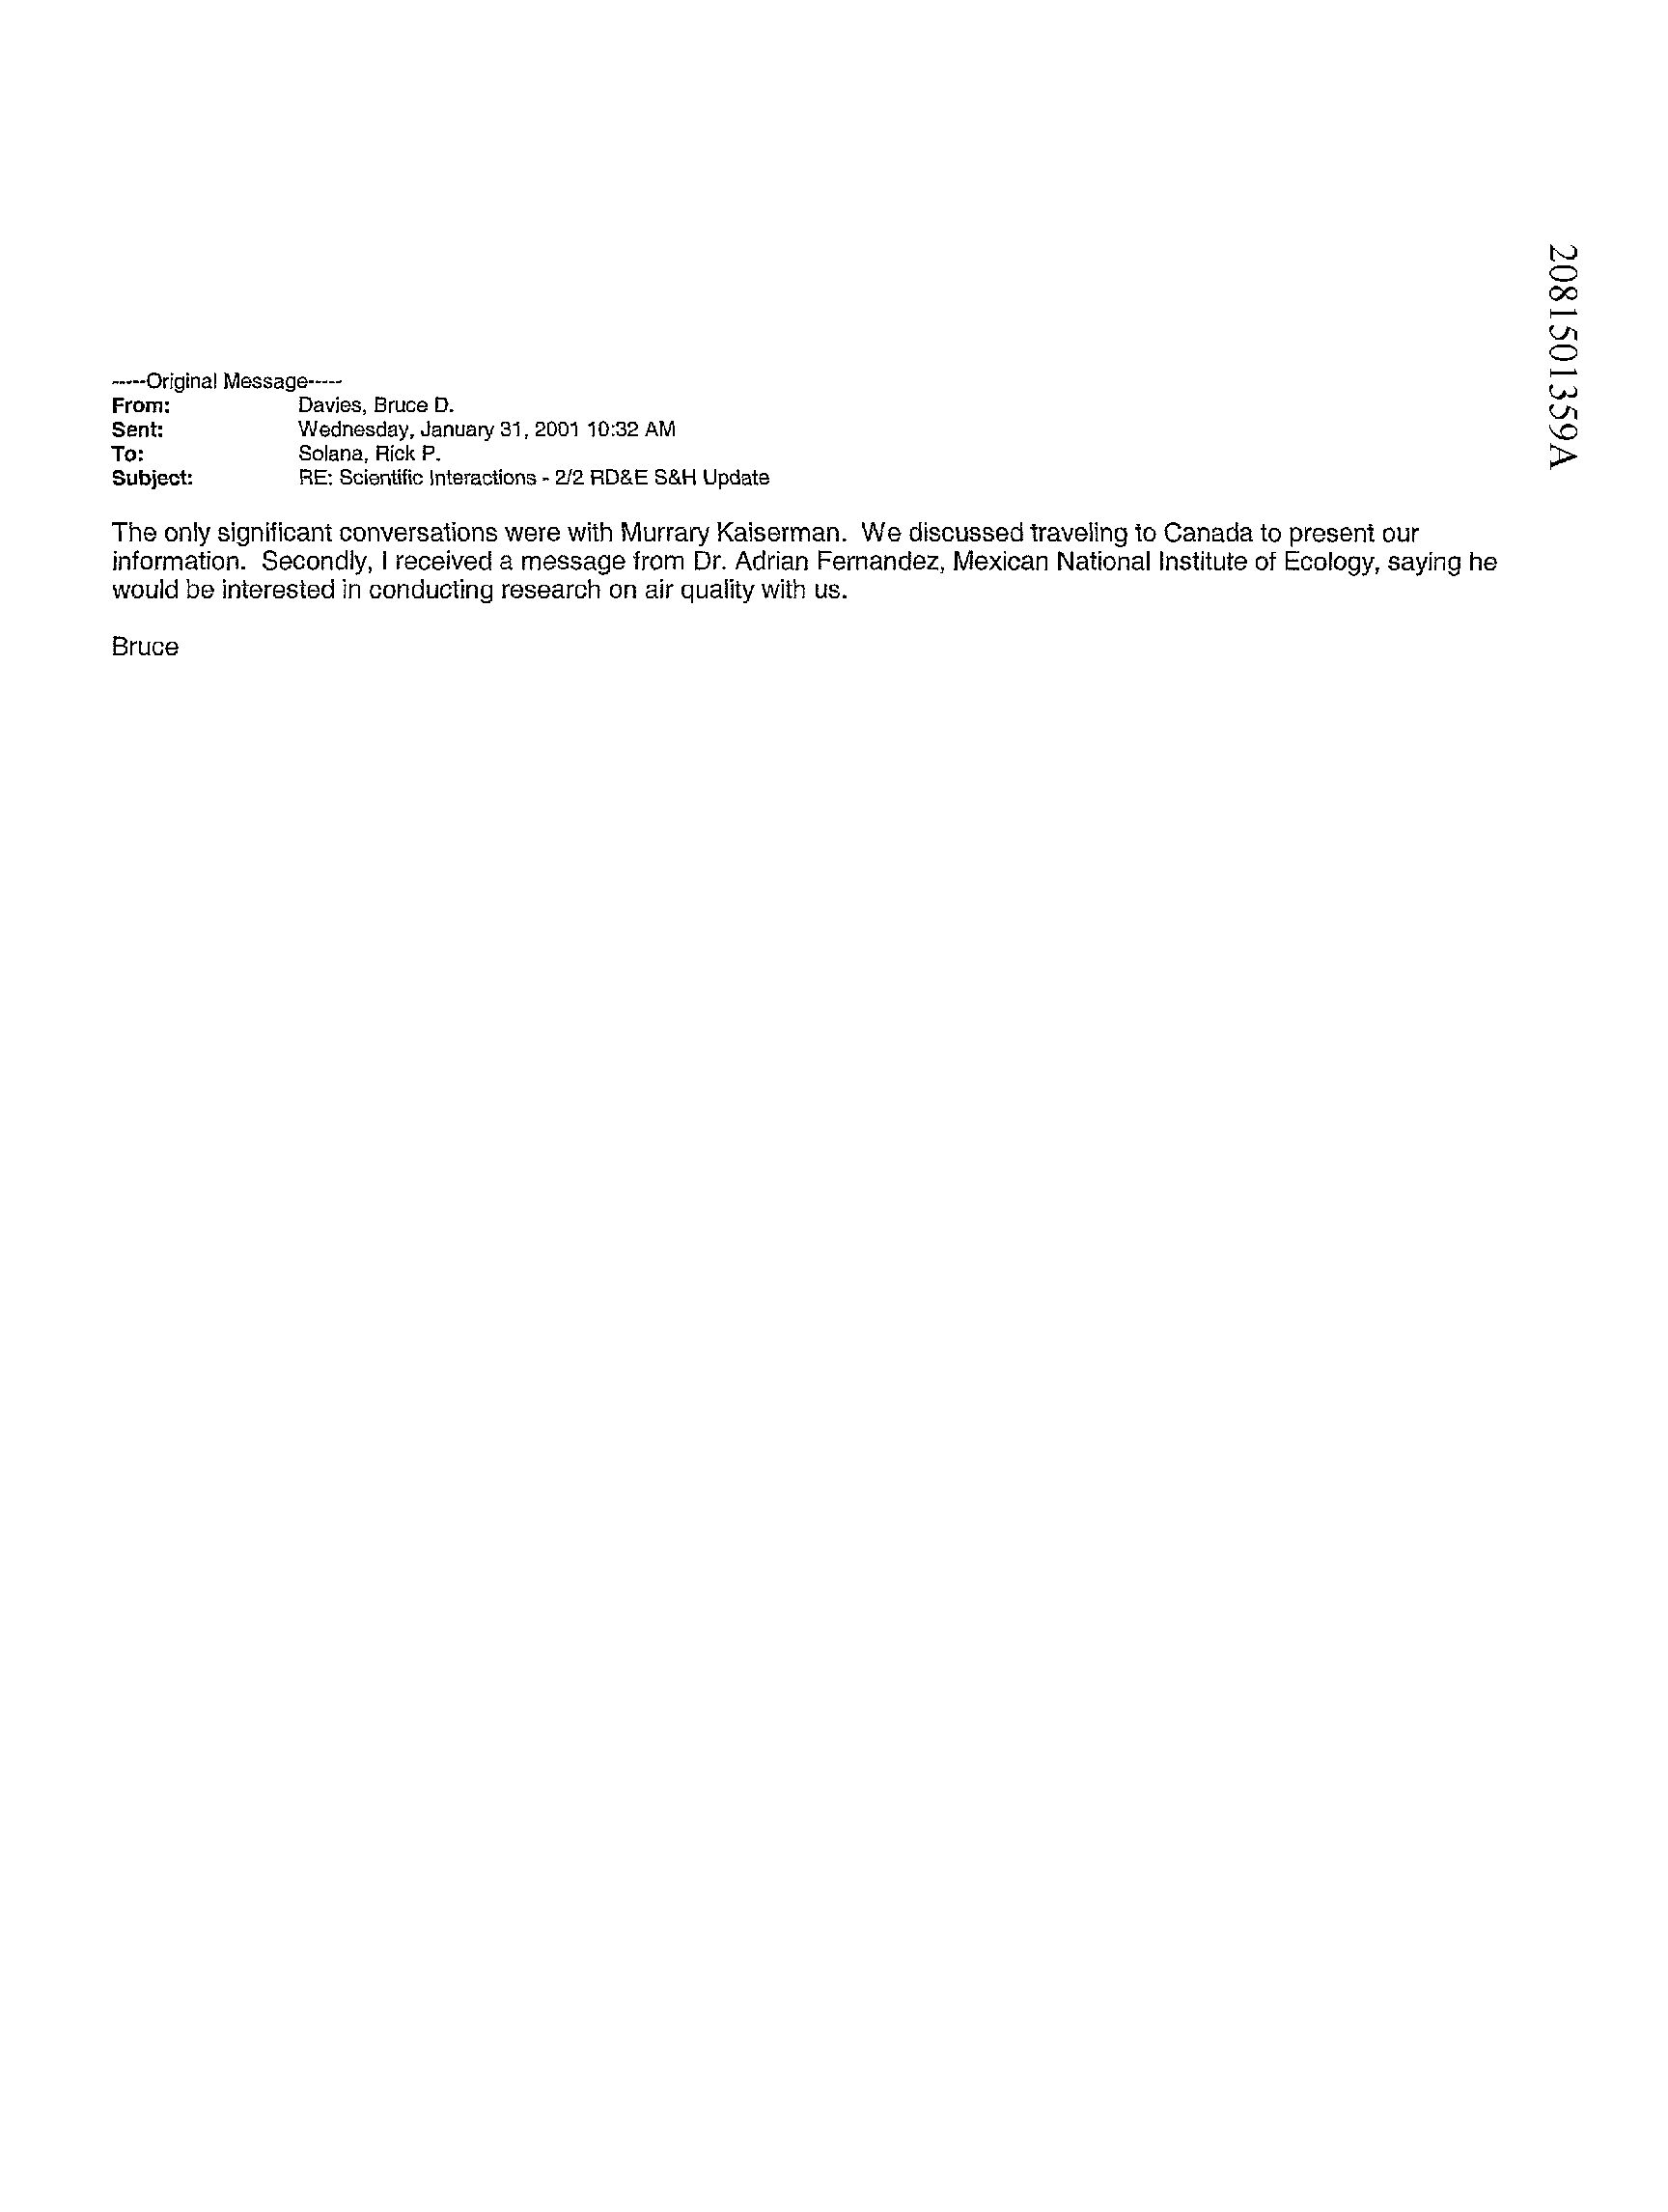 2081501359A
-----Original Message-----
From: Davies, Bruce D.
Sent: Wednesday, January 31, 2001 10:32 AM
To: Solana, Rick P.
Subject: RE: Scientific Interactions - 2/2 RD&E S&H Update
The only significant conversations were with Murrary Kaiserman. We discussed traveling to Canada to present our
information. Secondly, I received a message from Dr. Adrian Fernandez, Mexican National Institute of Ecology, saying he
would be interested in conducting research on air quality with us.
Bruce